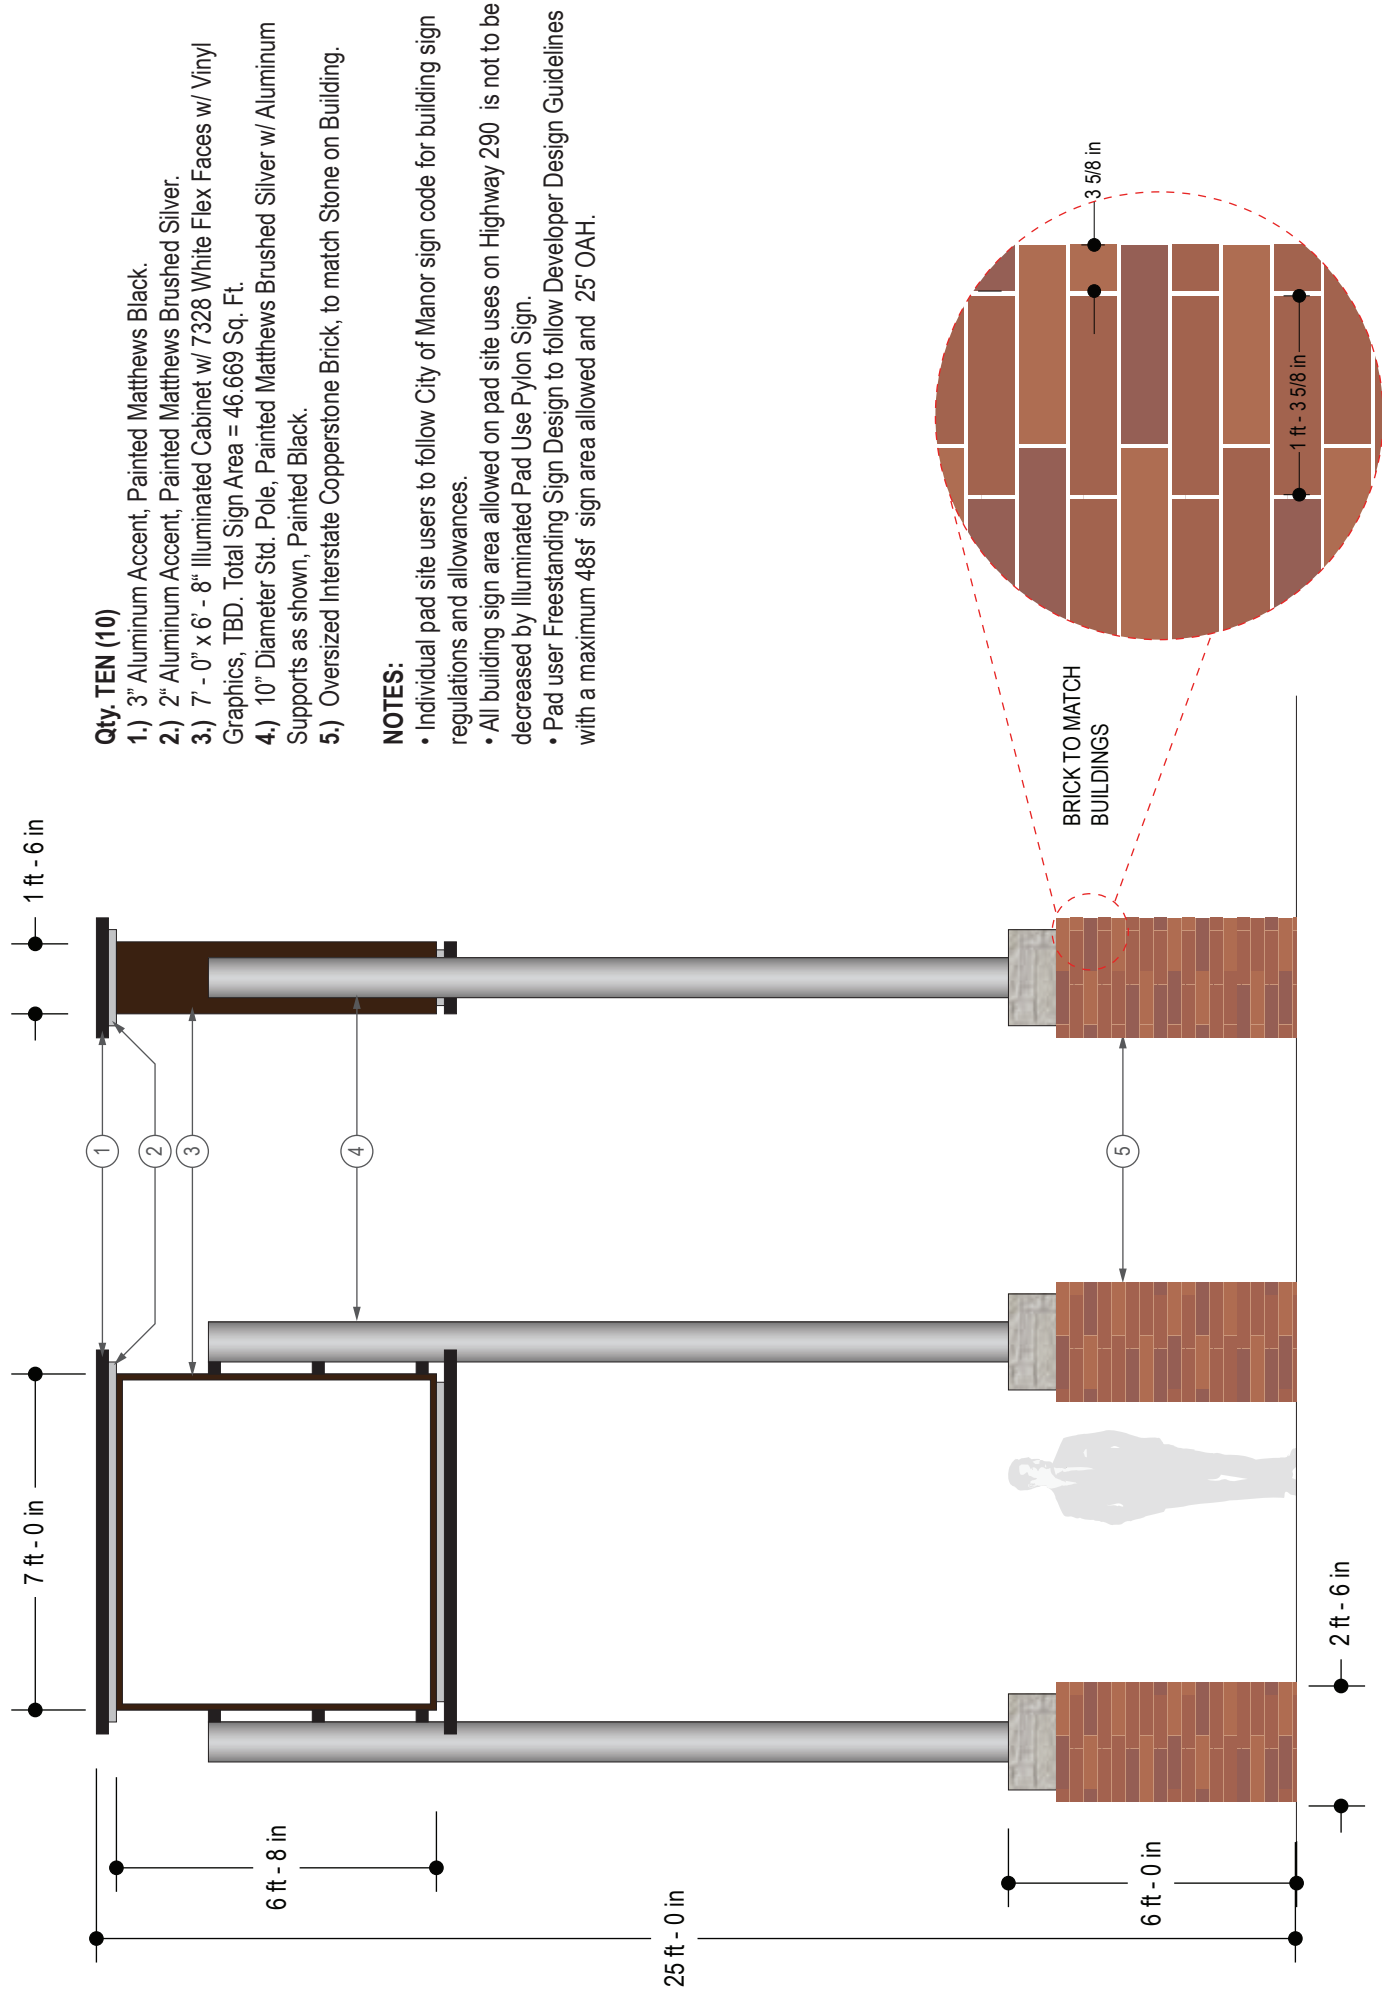 Qty. TEN (10)
1.) 3" Aluminum Accent, Painted Matthews Black.
2.) 2" Aluminum Accent, Painted Matthews Brushed Silver.
3.) 7' - 0" x 6' - 8" Illuminated Cabinet w/ 7328 White Flex Faces w/ Vinyl
Graphics, TBD. Total Sign Area = 46.669 Sq. Ft.
4.) 10" Diameter Std. Pole, Painted Matthews Brushed Silver w/ Aluminum
Supports as shown, Painted Black.
5.) Oversized Interstate Copperstone Brick, to match Stone on Building.
NOTES:
• Individual pad site users to follow City of Manor sign code for building sign
regulations and allowances.
• All building sign area allowed on pad site uses on Highway 290 is not to be
decreased by Illuminated Pad Use Pylon Sign.
• Pad user Freestanding Sign Design to follow Developer Design Guidelines
with a maximum 48sf sign area allowed and 25' OAH.
7 ft - 0 in
1 ft - 6 in
1
2
3
4
5
6 ft - 8 in
25 ft - 0 in
6 ft - 0 in
2 ft - 6 in
BRICK TO MATCH
BUILDINGS
3 5/8 in
1 ft - 3 5/8 in